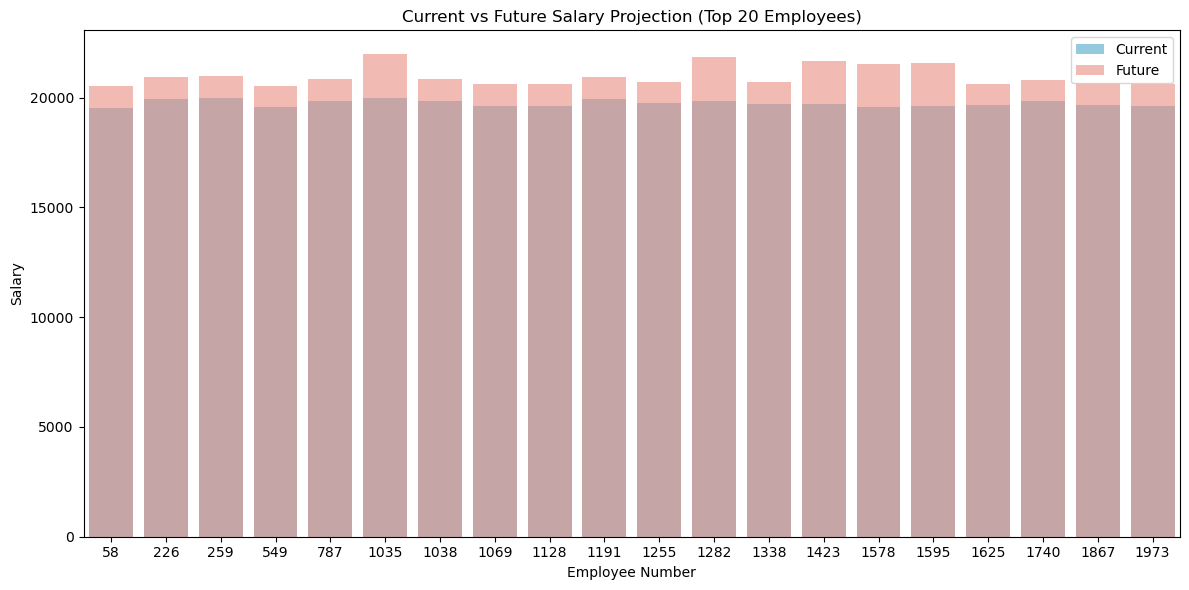 Current vs Future Salary Projection (Top 20 Employees)
Current
Future
20000
15000
10000
5000
0
Salary
58 226 259 549 787 1035 1038 1069 1128 1191 1255 1282 1338 1423 1578 1595 1625 1740 1867 1973
Employee Number